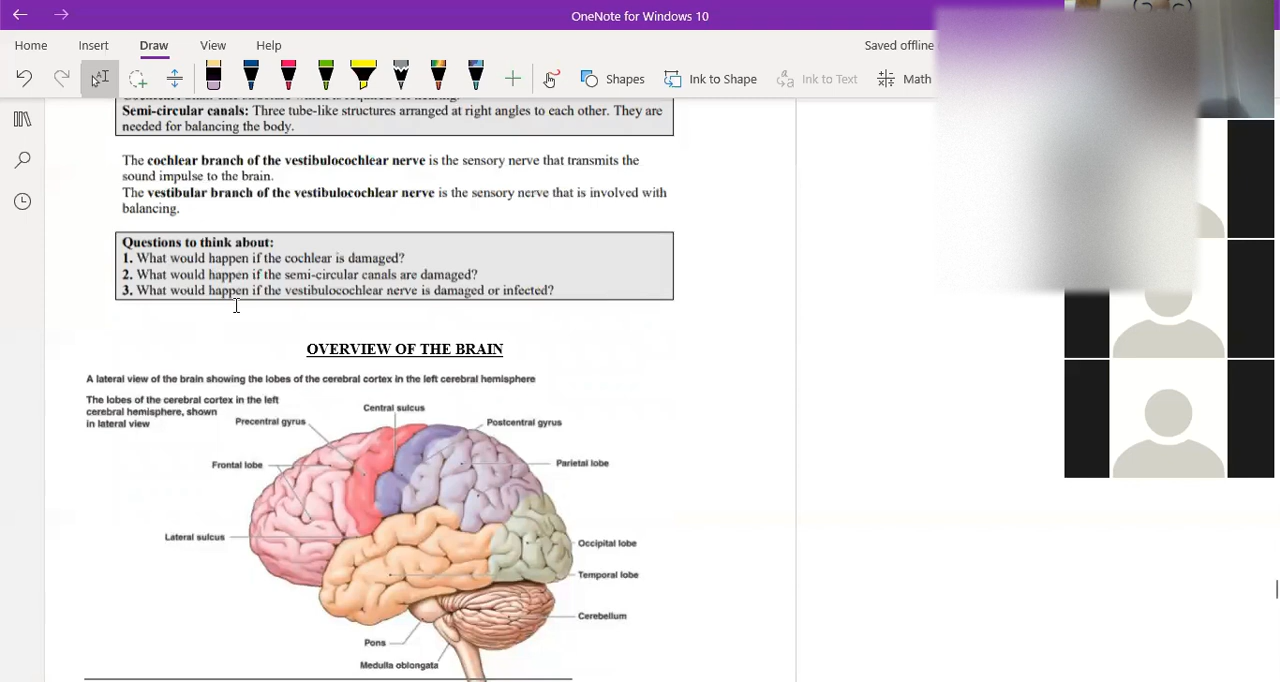 OneNote for Windows 10
Home Insert Draw View Help Saved offline
Shapes Ink to Shape Ink to Text Math
Semi-circular canals: Three tube-like structures arranged at right angles to each other. They are
needed for balancing the body.
The cochlear branch of the vestibulocochlear nerve is the sensory nerve that transmits the
sound impulse to the brain.
The vestibular branch of the vestibulocochlear nerve is the sensory nerve that is involved with
balancing.
Questions to think about:
1. What would happen if the cochlear is damaged?
2. What would happen if the semi-circular canals are damaged?
3. What would happen if the vestibulocochlear nerve is damaged or infected?
OVERVIEW OF THE BRAIN
A lateral view of the brain showing the lobes of the cerebral cortex in the left cerebral hemisphere
The lobes of the cerebral cortex in the left
cerebral hemisphere, shown
in lateral view
Central sulcus
Precentral gyrus
Postcentral gyrus
Frontal lobe
Parietal lobe
Lateral sulcus
Occipital lobe
Temporal lobe
Cerebellum
Pons
Medulla oblongata